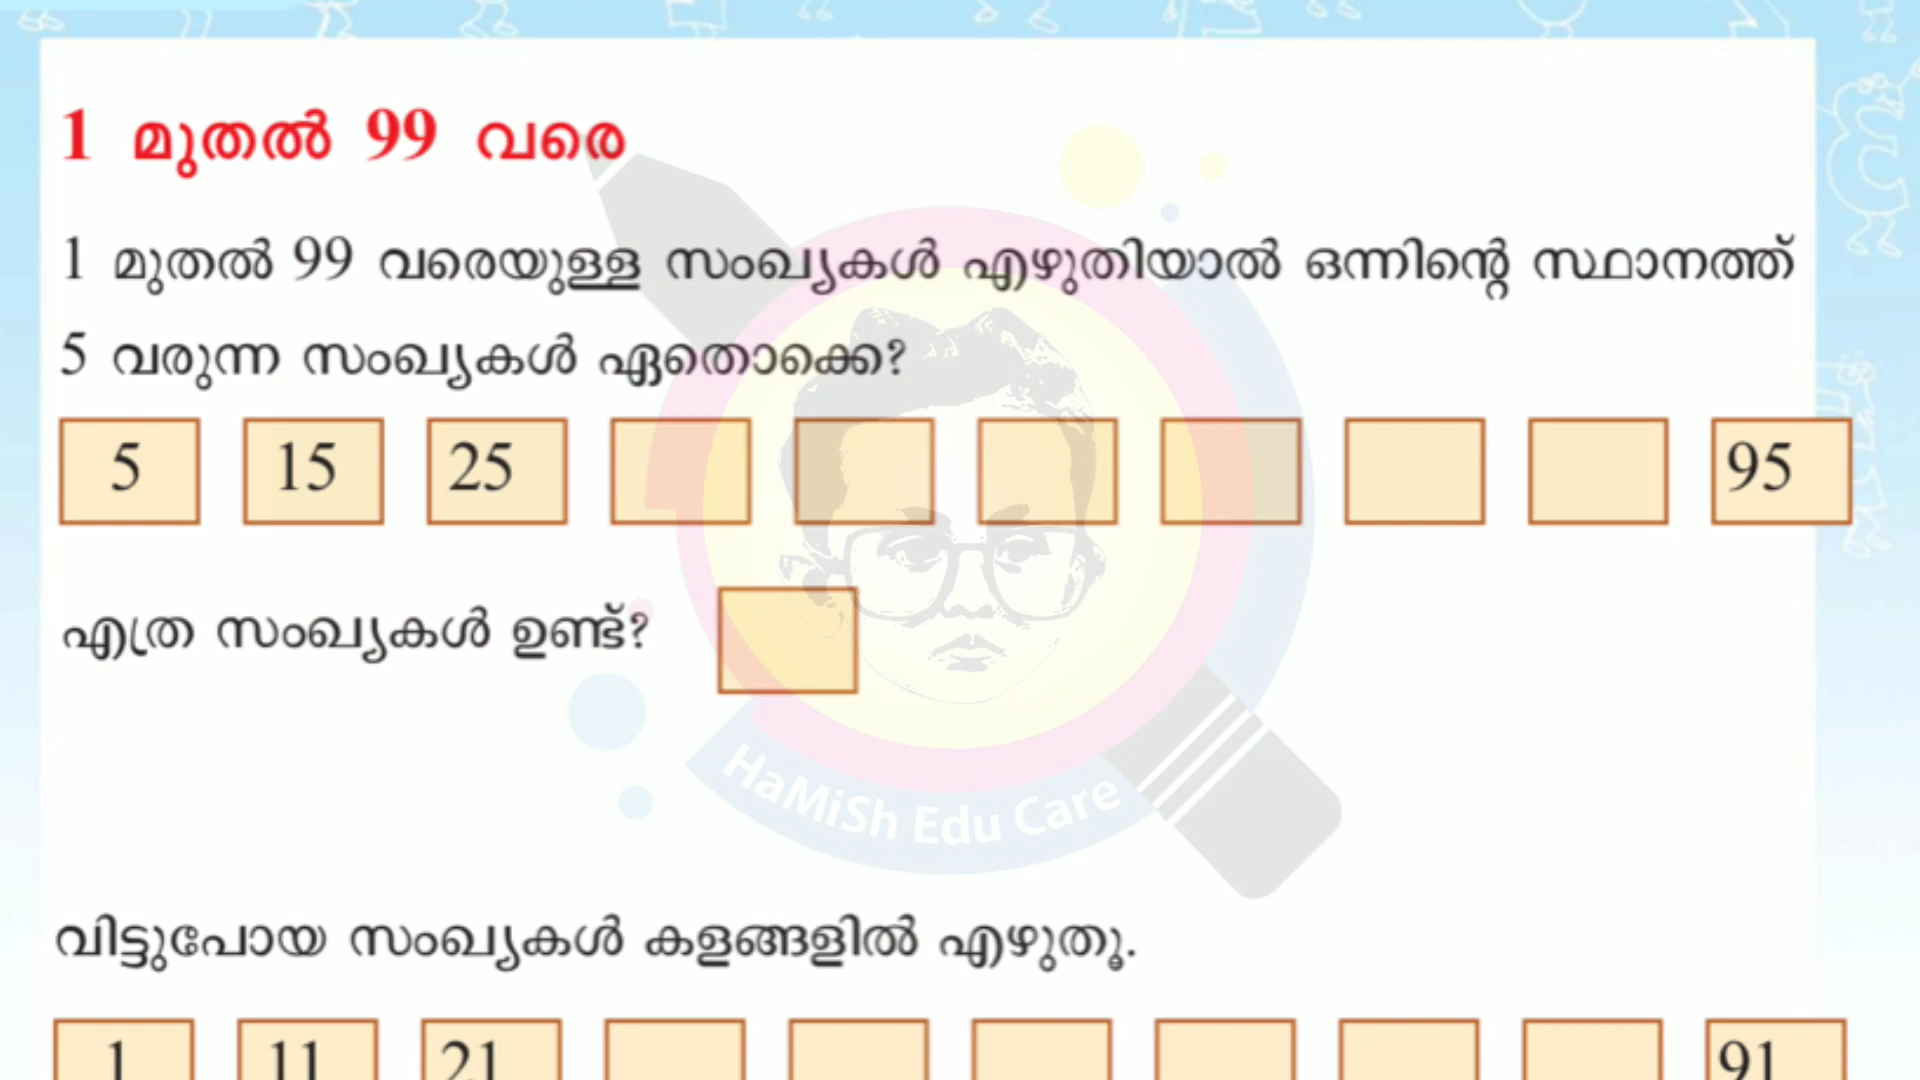 1 മുതൽ 99 വരെ
1 മുതൽ 99 വരെയുള്ള സംഖ്യകൾ എഴുതിയാൽ ഒന്നിന്റെ സ്ഥാനത്ത്
5 വരുന്ന സംഖ്യകൾ ഏതൊക്കെ?
5 15 25 95
എത്ര സംഖ്യകൾ ഉണ്ട്?
HaMiSh Edu Care
വിട്ടുപോയ സംഖ്യകൾ കളങ്ങളിൽ എഴുതൂ.
1 11 21 91